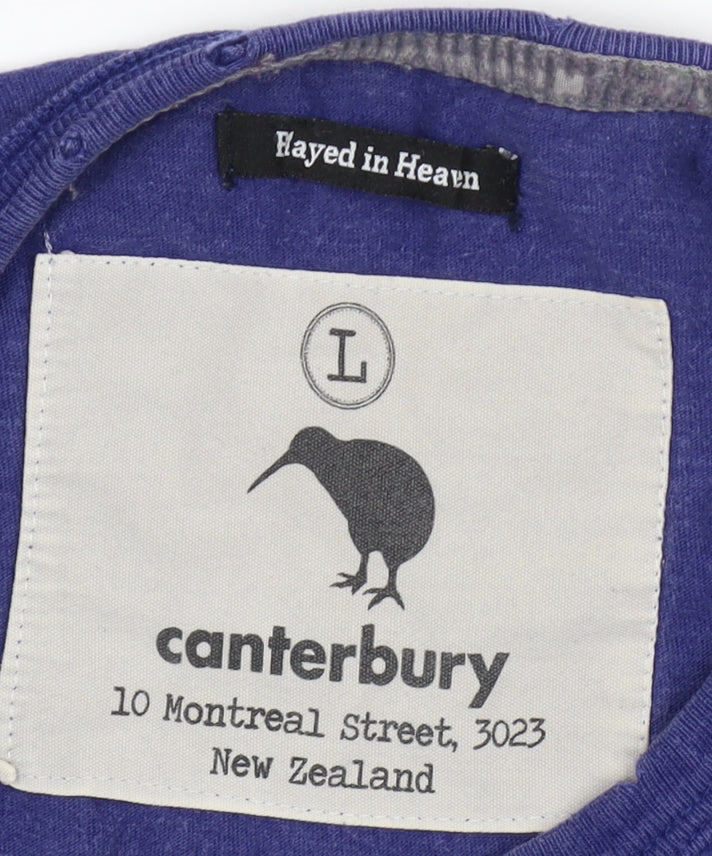 Played in Heaven
L
canterbury
10 Montreal Street, 3023
New Zealand